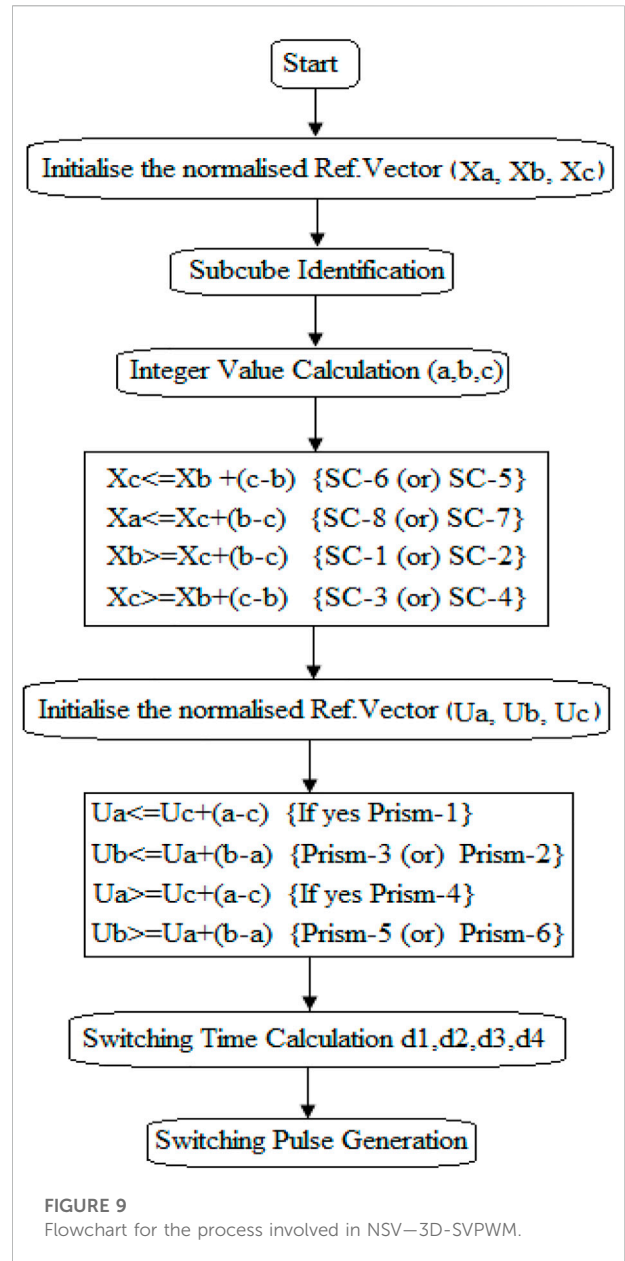 Start
Initialise the normalised Ref.Vector (Xa, Xb, Xc)
Subcube Identification
Integer Value Calculation (a,b,c)
Xc<=Xb +(c-b) {SC-6 (or) SC-5}
Xa<=Xc+(b-c) {SC-8 (or) SC-7}
Xb>=Xc+(b-c) {SC-1 (or) SC-2}
Xc>=Xb+(c-b) {SC-3 (or) SC-4}
Initialise the normalised Ref.Vector (Ua, Ub, Uc)
Ua<=Uc+(a-c) {If yes Prism-1}
Ub<=Ua+(b-a) {Prism-3 (or) Prism-2}
Ua>=Uc+(a-c) {If yes Prism-4}
Ub>=Ua+(b-a) {Prism-5 (or) Prism-6}
Switching Time Calculation d1,d2,d3,d4
Switching Pulse Generation
FIGURE 9
Flowchart for the process involved in NSV—3D-SVPWM.